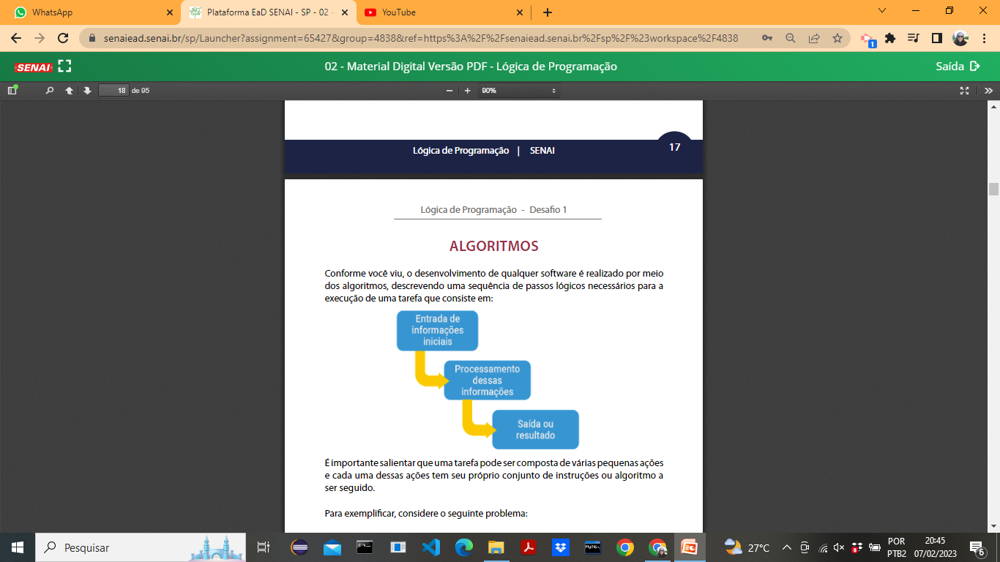 WhatsApp
Plataforma EaD SENAI - SP - 02 -
YouTube
senaiead.senai.br/sp/Launcher?assignment=65427&group=4838&ref=https%3A%2F%2Fsenaiead.senai.br%2Fsp%2F%23workspace%2F4838
1
SENAI
02 - Material Digital Versão PDF - Lógica de Programação
Saída
18 de 95
90%
Lógica de Programação | SENAI
17
Lógica de Programação - Desafio 1
ALGORITMOS
Conforme você viu, o desenvolvimento de qualquer software é realizado por meio
dos algoritmos, descrevendo uma sequência de passos lógicos necessários para a
execução de uma tarefa que consiste em:
Entrada de
informações
iniciais
Processamento
dessas
informações
Saída ou
resultado
É importante salientar que uma tarefa pode ser composta de várias pequenas ações
e cada uma dessas ações tem seu próprio conjunto de instruções ou algoritmo a
ser seguido.
Para exemplificar, considere o seguinte problema:
Pesquisar
MySQL
27°C
POR
PTB2
20:45
07/02/2023
6